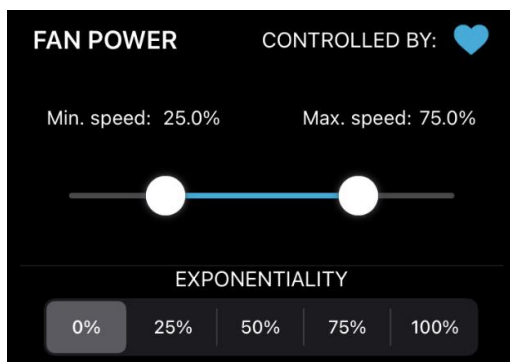 FAN POWER CONTROLLED BY:
Min. speed: 25.0% Max. speed: 75.0%
EXPONENTIALITY
0% 25% 50% 75% 100%